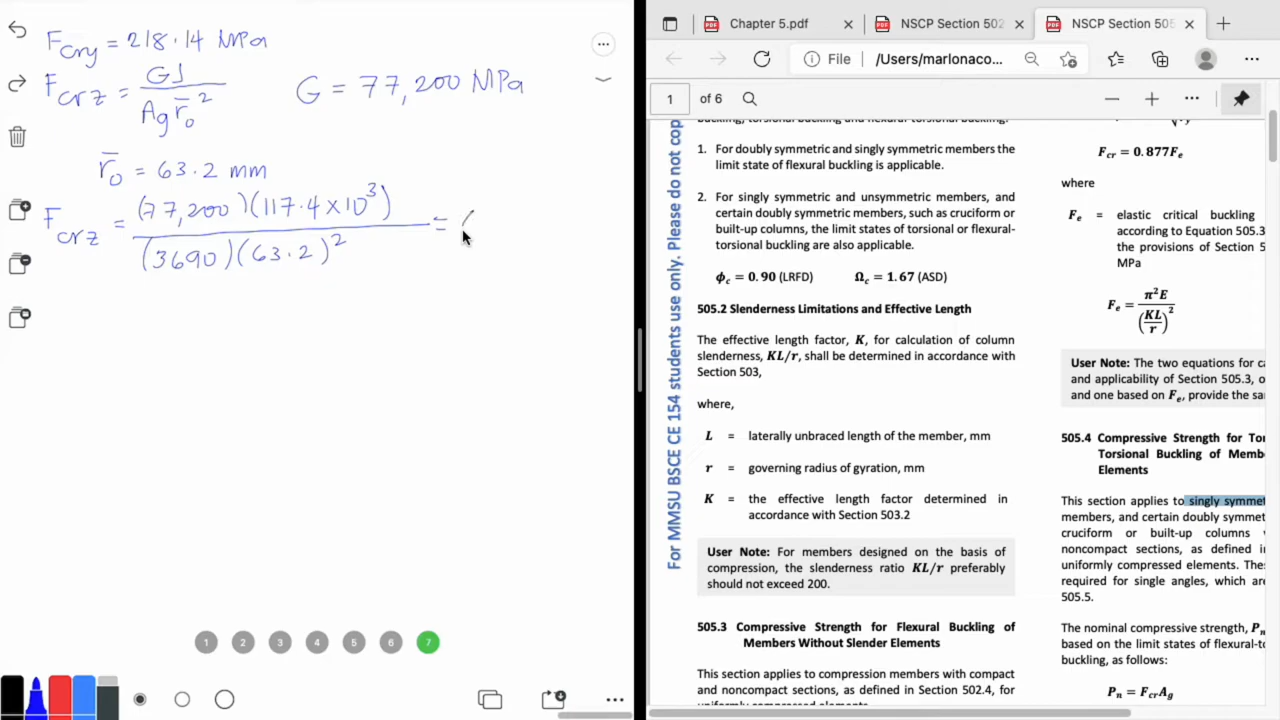 F cry = 218.14 MPa
F crz = GJ / Ag r̄o²
G = 77,200 MPa
r̄o = 63.2 mm
F crz = (77,200)(117.4×10³) / (3690)(63.2)² =
1 2 3 4 5 6 7
Chapter 5.pdf
NSCP Section 502
NSCP Section 505
File
/Users/marlonaco...
1 of 6
For MMSU BSCE CE 154 students use only. Please do not cop
1. For doubly symmetric and singly symmetric members the
limit state of flexural buckling is applicable.
2. For singly symmetric and unsymmetric members, and
certain doubly symmetric members, such as cruciform or
built-up columns, the limit states of torsional or flexural-
torsional buckling are also applicable.
ϕc = 0.90 (LRFD) Ωc = 1.67 (ASD)
505.2 Slenderness Limitations and Effective Length
The effective length factor, K, for calculation of column
slenderness, KL/r, shall be determined in accordance with
Section 503,
where,
L = laterally unbraced length of the member, mm
r = governing radius of gyration, mm
K = the effective length factor determined in
accordance with Section 503.2
User Note: For members designed on the basis of
compression, the slenderness ratio KL/r preferably
should not exceed 200.
505.3 Compressive Strength for Flexural Buckling of
Members Without Slender Elements
This section applies to compression members with compact
and noncompact sections, as defined in Section 502.4, for
Fcr = 0.877Fe
where
Fe = elastic critical buckling
according to Equation 505.3
the provisions of Section 5
MPa
Fe = π²E / (KL/r)²
User Note: The two equations for ca
and applicability of Section 505.3, o
and one based on Fe, provide the sa
505.4 Compressive Strength for Tor
Torsional Buckling of Memb
Elements
This section applies to singly symmet
members, and certain doubly symmet
cruciform or built-up columns
noncompact sections, as defined i
uniformly compressed elements. The
required for single angles, which are
505.5.
The nominal compressive strength, Pn
based on the limit states of flexural-t
buckling, as follows:
Pn = FcrAg